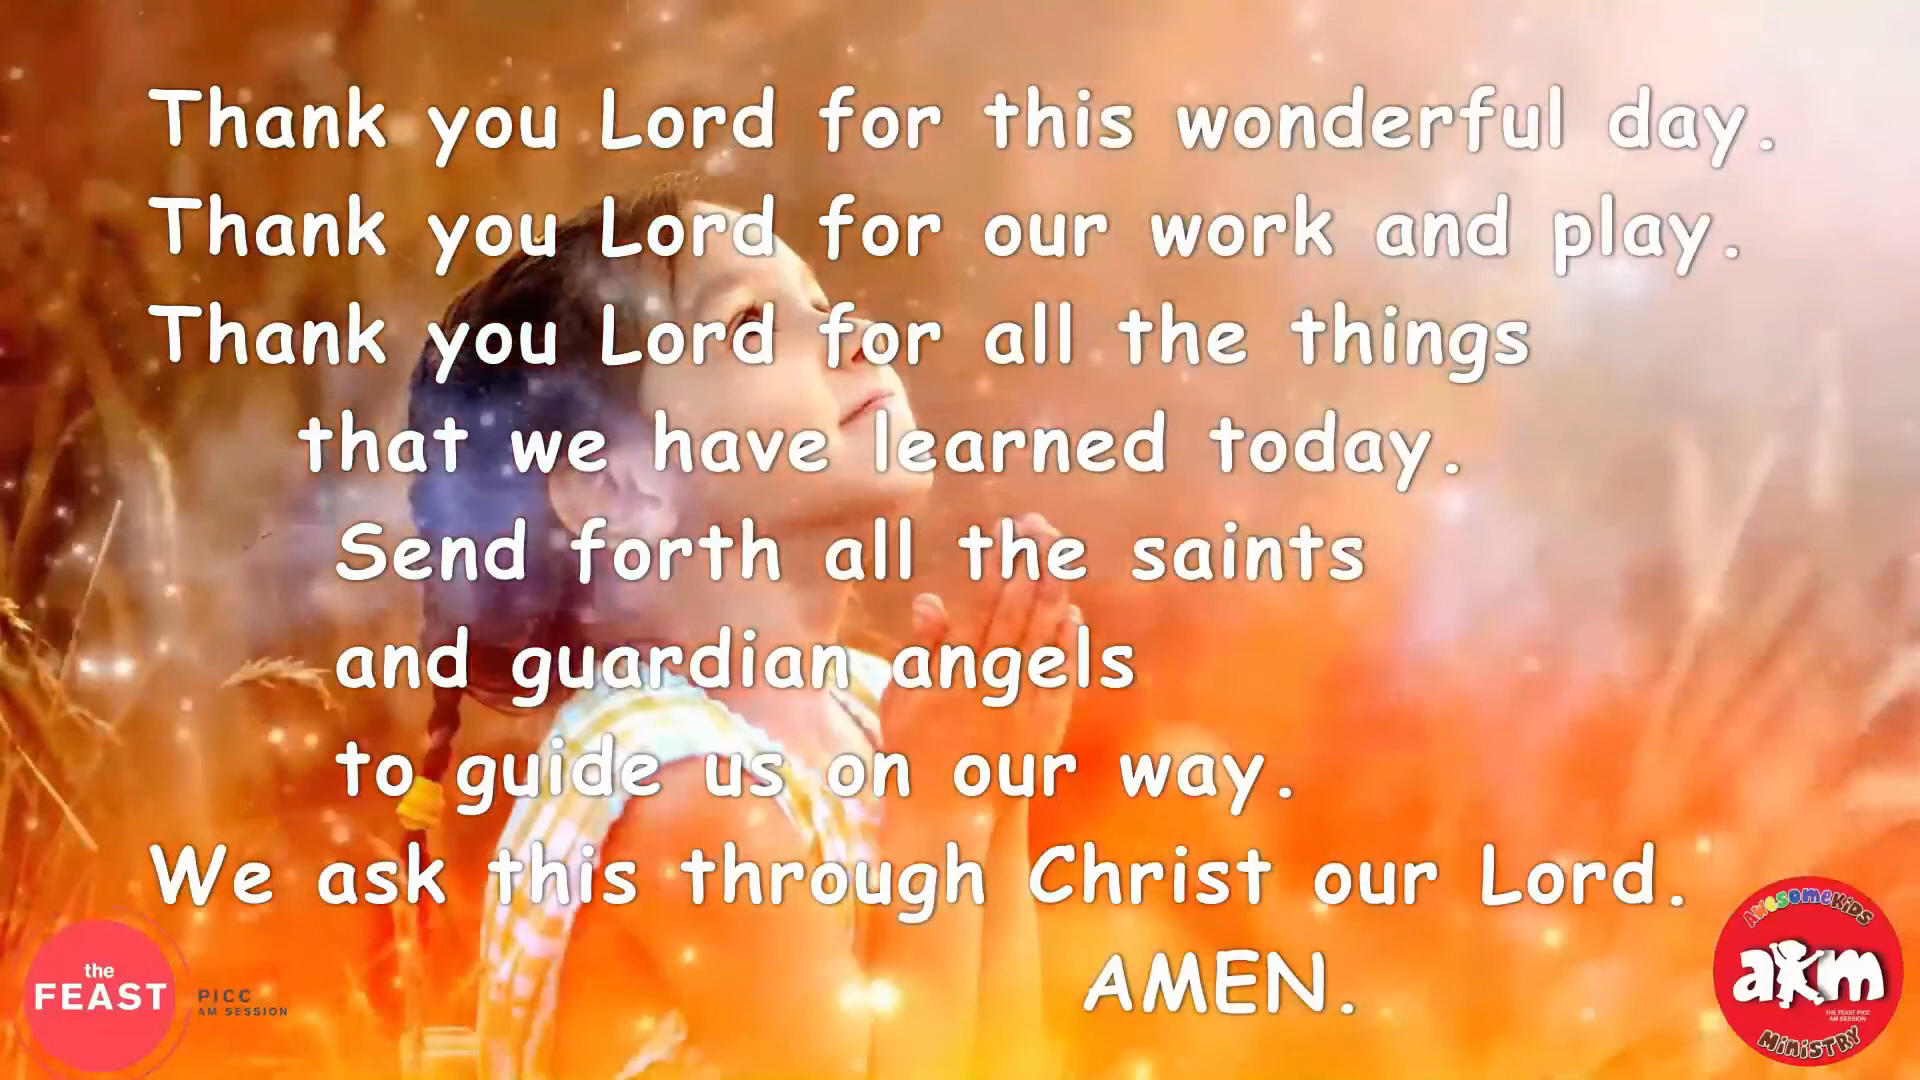 Thank you Lord for this wonderful day.
Thank you Lord for our work and play.
Thank you Lord for all the things
that we have learned today.
Send forth all the saints
and guardian angels
to guide us on our way.
We ask this through Christ our Lord.
AMEN.
the
FEAST
PICC
AM SESSION
AWesomeKiDs
akm
THE FEAST PICC
AM SESSION
MiNiSTRY